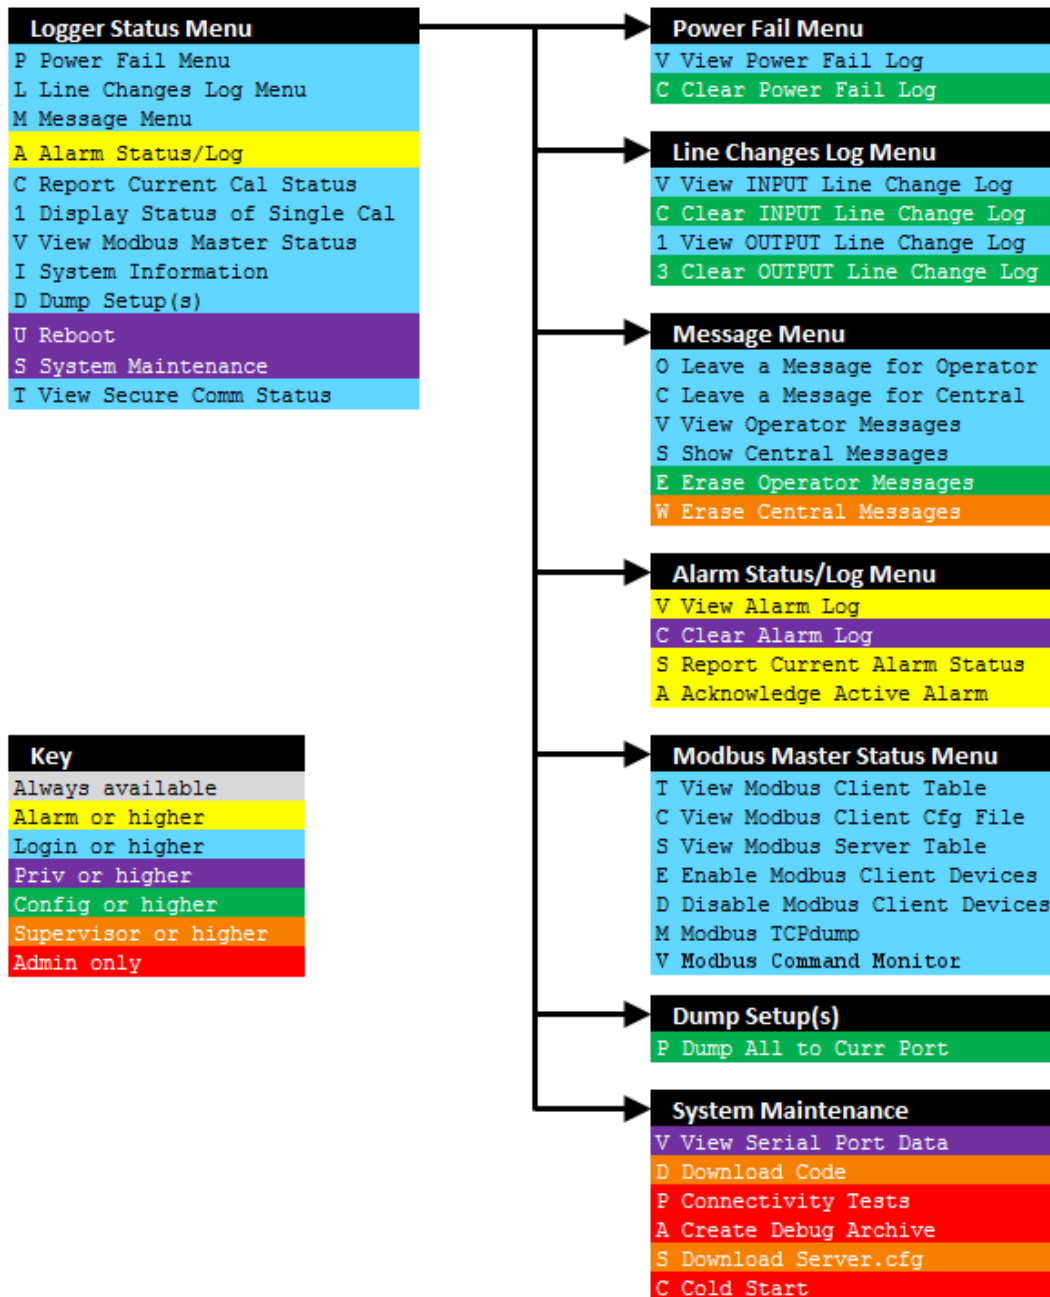 Logger Status Menu
P Power Fail Menu
L Line Changes Log Menu
M Message Menu
A Alarm Status/Log
C Report Current Cal Status
1 Display Status of Single Cal
V View Modbus Master Status
I System Information
D Dump Setup(s)
U Reboot
S System Maintenance
T View Secure Comm Status
Key
Always available
Alarm or higher
Login or higher
Priv or higher
Config or higher
Supervisor or higher
Admin only
Power Fail Menu
V View Power Fail Log
C Clear Power Fail Log
Line Changes Log Menu
V View INPUT Line Change Log
C Clear INPUT Line Change Log
1 View OUTPUT Line Change Log
3 Clear OUTPUT Line Change Log
Message Menu
O Leave a Message for Operator
C Leave a Message for Central
V View Operator Messages
S Show Central Messages
E Erase Operator Messages
W Erase Central Messages
Alarm Status/Log Menu
V View Alarm Log
C Clear Alarm Log
S Report Current Alarm Status
A Acknowledge Active Alarm
Modbus Master Status Menu
T View Modbus Client Table
C View Modbus Client Cfg File
S View Modbus Server Table
E Enable Modbus Client Devices
D Disable Modbus Client Devices
M Modbus TCPdump
V Modbus Command Monitor
Dump Setup(s)
P Dump All to Curr Port
System Maintenance
V View Serial Port Data
D Download Code
P Connectivity Tests
A Create Debug Archive
S Download Server.cfg
C Cold Start